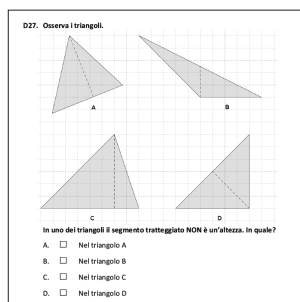 D27. Osserva i triangoli.
A
B
C
D
In uno dei triangoli il segmento tratteggiato NON è un'altezza. In quale?
A. ☐ Nel triangolo A
B. ☐ Nel triangolo B
C. ☐ Nel triangolo C
D. ☐ Nel triangolo D